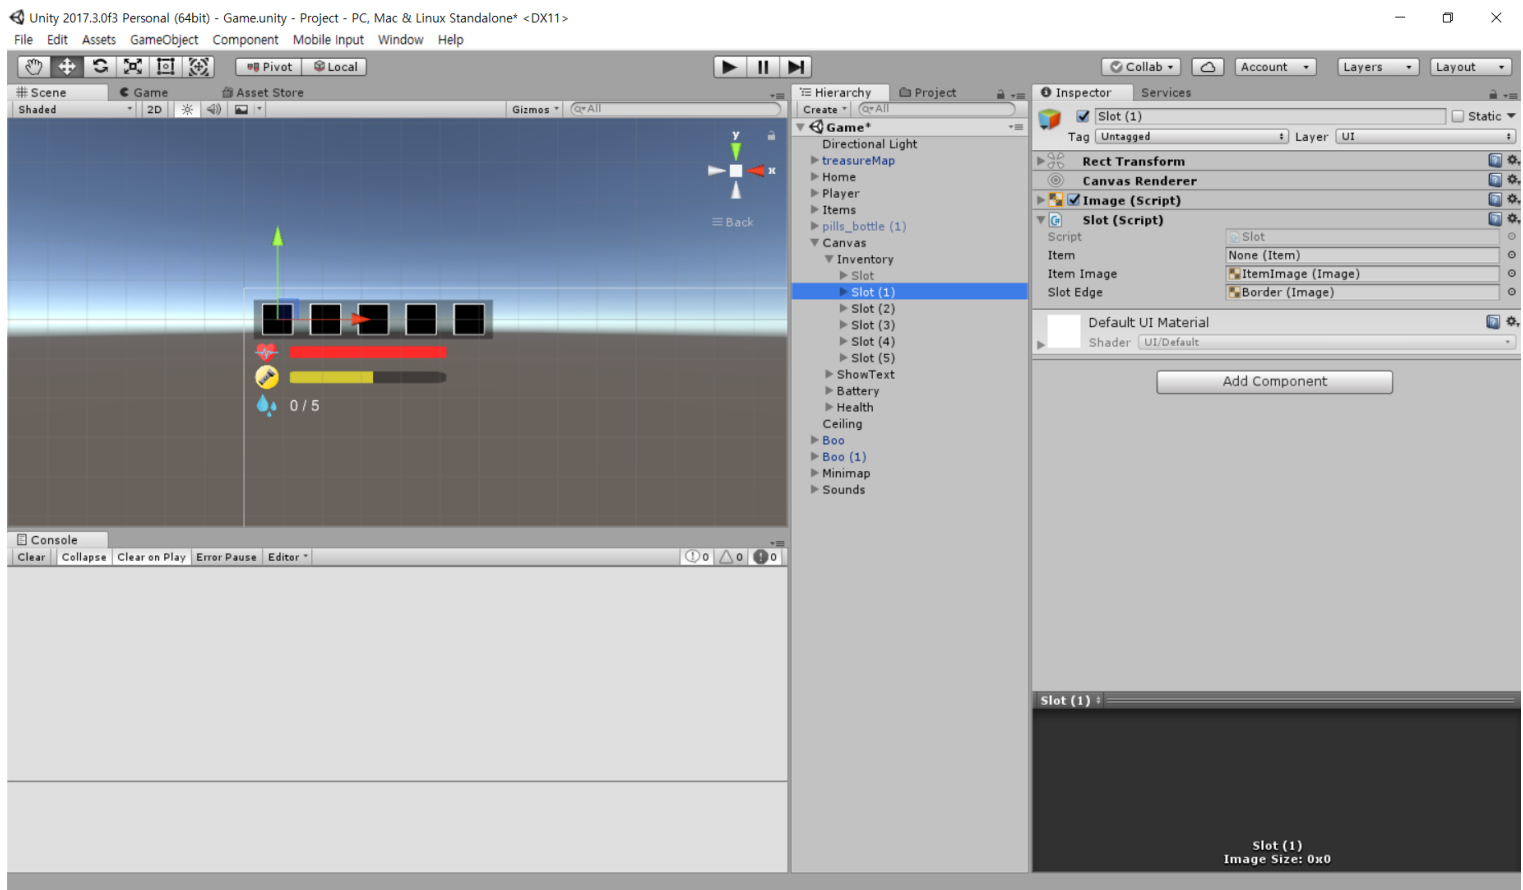 Unity 2017.3.0f3 Personal (64bit) - Game.unity - Project - PC, Mac & Linux Standalone* <DX11>
File Edit Assets GameObject Component Mobile Input Window Help
Pivot Local Collab Account Layers Layout
Scene Game Asset Store
Shaded 2D Gizmos All
y
x
Back
0 / 5
Console
Clear Collapse Clear on Play Error Pause Editor 0 0 0
Hierarchy Project
Create All
Game*
Directional Light
treasureMap
Home
Player
Items
pills_bottle (1)
Canvas
Inventory
Slot
Slot (1)
Slot (2)
Slot (3)
Slot (4)
Slot (5)
ShowText
Battery
Health
Ceiling
Boo
Boo (1)
Minimap
Sounds
Inspector Services
Slot (1) Static
Tag Untagged Layer UI
Rect Transform
Canvas Renderer
Image (Script)
Slot (Script)
Script Slot
Item None (Item)
Item Image ItemImage (Image)
Slot Edge Border (Image)
Default UI Material
Shader UI/Default
Add Component
Slot (1)
Slot (1)
Image Size: 0x0